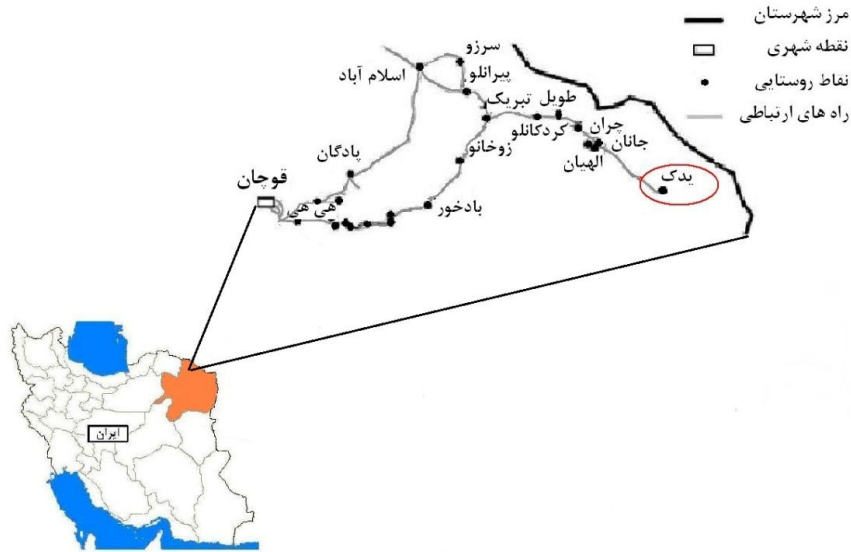 مرز شهرستان
نقطه شهری
نقاط روستایی
راه های ارتباطی
سرزو
پیرانلو
اسلام آباد
تبریک
طویل
کردکانلو
چران
جانان
الهیان
زوخانو
یدک
پادگان
قوچان
هی هی
بادخور
ایران